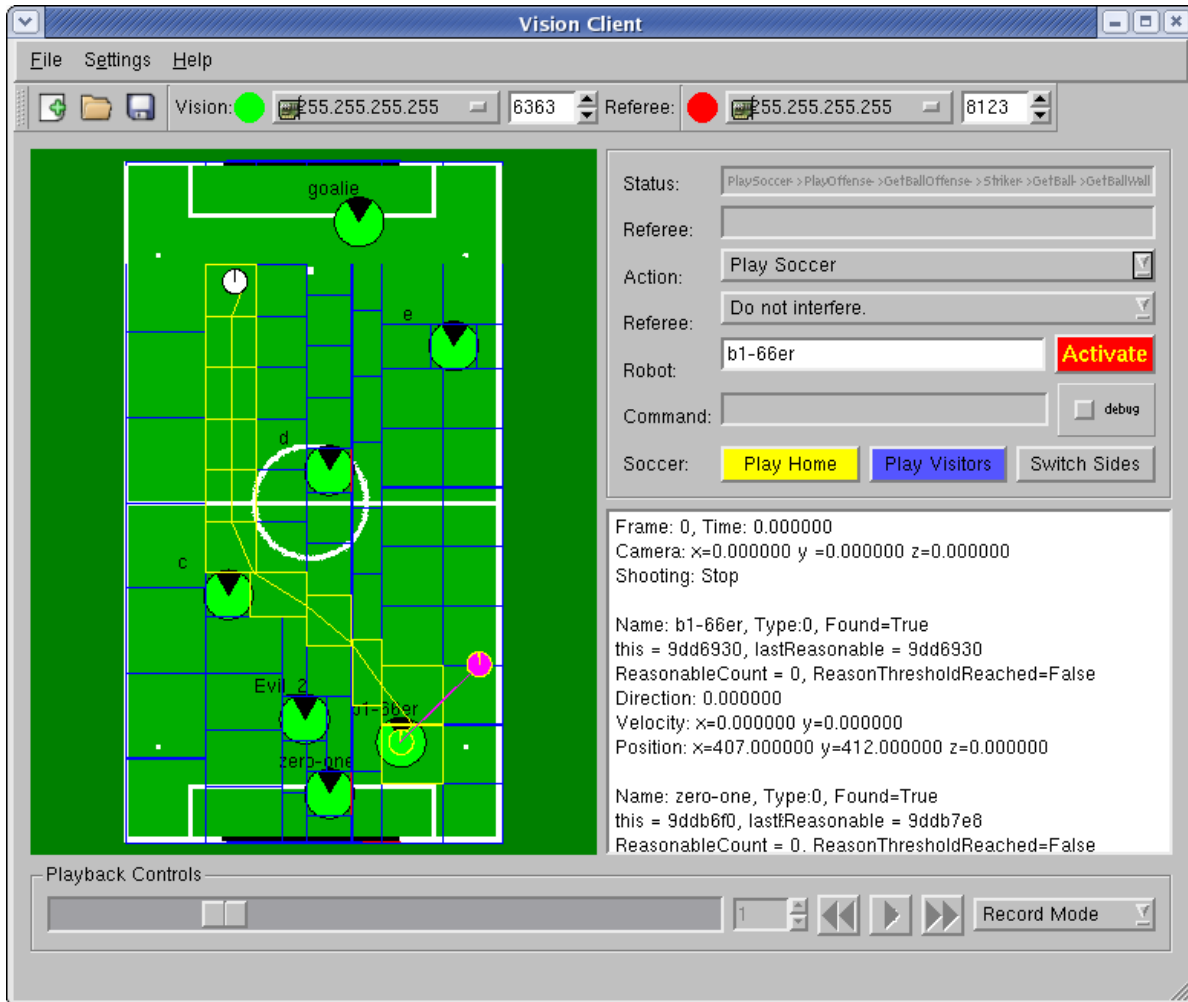 Vision Client
File Settings Help
Vision: 255.255.255.255 6363 Referee: 255.255.255.255 8123
goalie
e
d
c
Evil_2
b1-66er
zero-one
Status: PlaySoccer->PlayOffense->GetBallOffense->Striker->GetBall->GetBallWall
Referee:
Action: Play Soccer
Referee: Do not interfere.
Robot: b1-66er Activate
Command: debug
Soccer: Play Home Play Visitors Switch Sides
Frame: 0, Time: 0.000000
Camera: x=0.000000 y =0.000000 z=0.000000
Shooting: Stop
Name: b1-66er, Type:0, Found=True
this = 9dd6930, lastReasonable = 9dd6930
ReasonableCount = 0, ReasonThresholdReached=False
Direction: 0.000000
Velocity: x=0.000000 y=0.000000
Position: x=407.000000 y=412.000000 z=0.000000
Name: zero-one, Type:0, Found=True
this = 9ddb6f0, lastReasonable = 9ddb7e8
ReasonableCount = 0, ReasonThresholdReached=False
Playback Controls
1 Record Mode